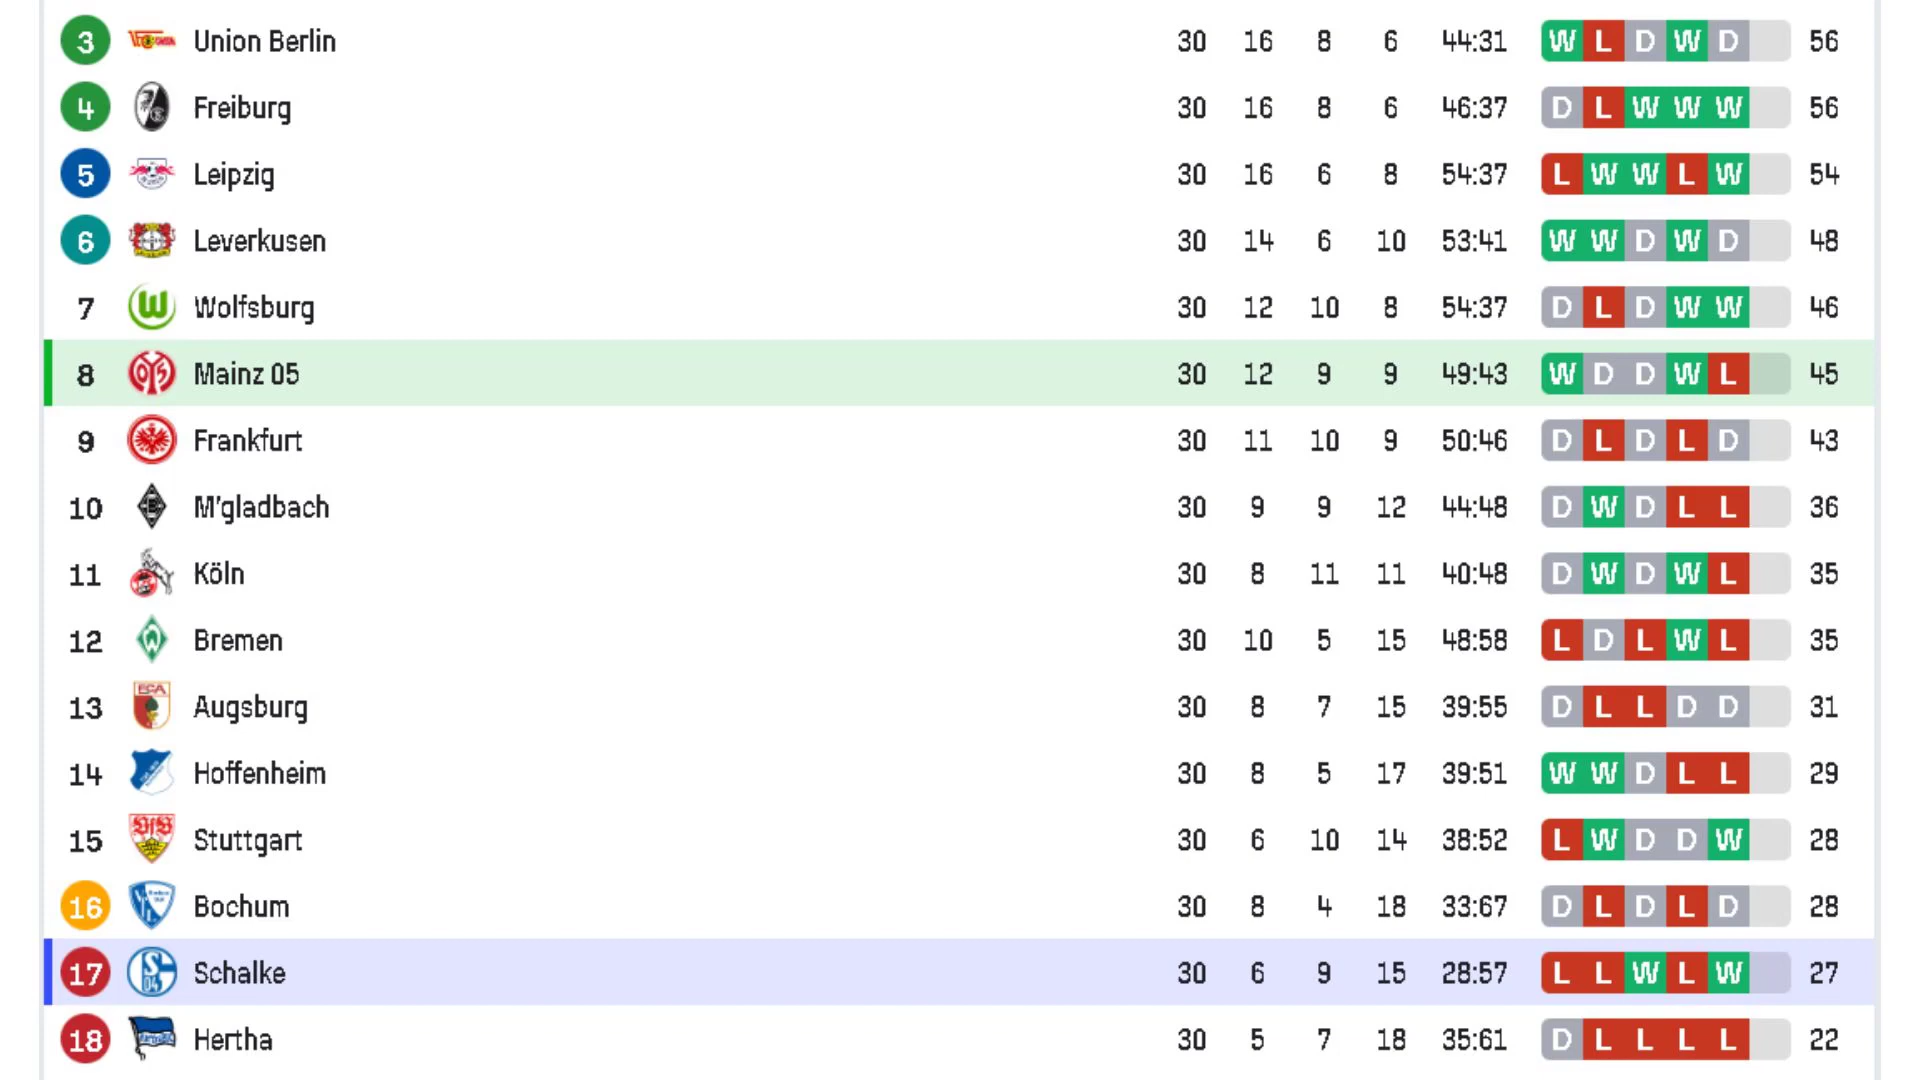 3 Union Berlin 30 16 8 6 44:31 W L D W D 56
4 Freiburg 30 16 8 6 46:37 D L W W W 56
5 Leipzig 30 16 6 8 54:37 L W W L W 54
6 Leverkusen 30 14 6 10 53:41 W W D W D 48
7 Wolfsburg 30 12 10 8 54:37 D L D W W 46
8 Mainz 05 30 12 9 9 49:43 W D D W L 45
9 Frankfurt 30 11 10 9 50:46 D L D L D 43
10 M'gladbach 30 9 9 12 44:48 D W D L L 36
11 Köln 30 8 11 11 40:48 D W D W L 35
12 Bremen 30 10 5 15 48:58 L D L W L 35
13 Augsburg 30 8 7 15 39:55 D L L D D 31
14 Hoffenheim 30 8 5 17 39:51 W W D L L 29
15 Stuttgart 30 6 10 14 38:52 L W D D W 28
16 Bochum 30 8 4 18 33:67 D L D L D 28
17 Schalke 30 6 9 15 28:57 L L W L W 27
18 Hertha 30 5 7 18 35:61 D L L L L 22